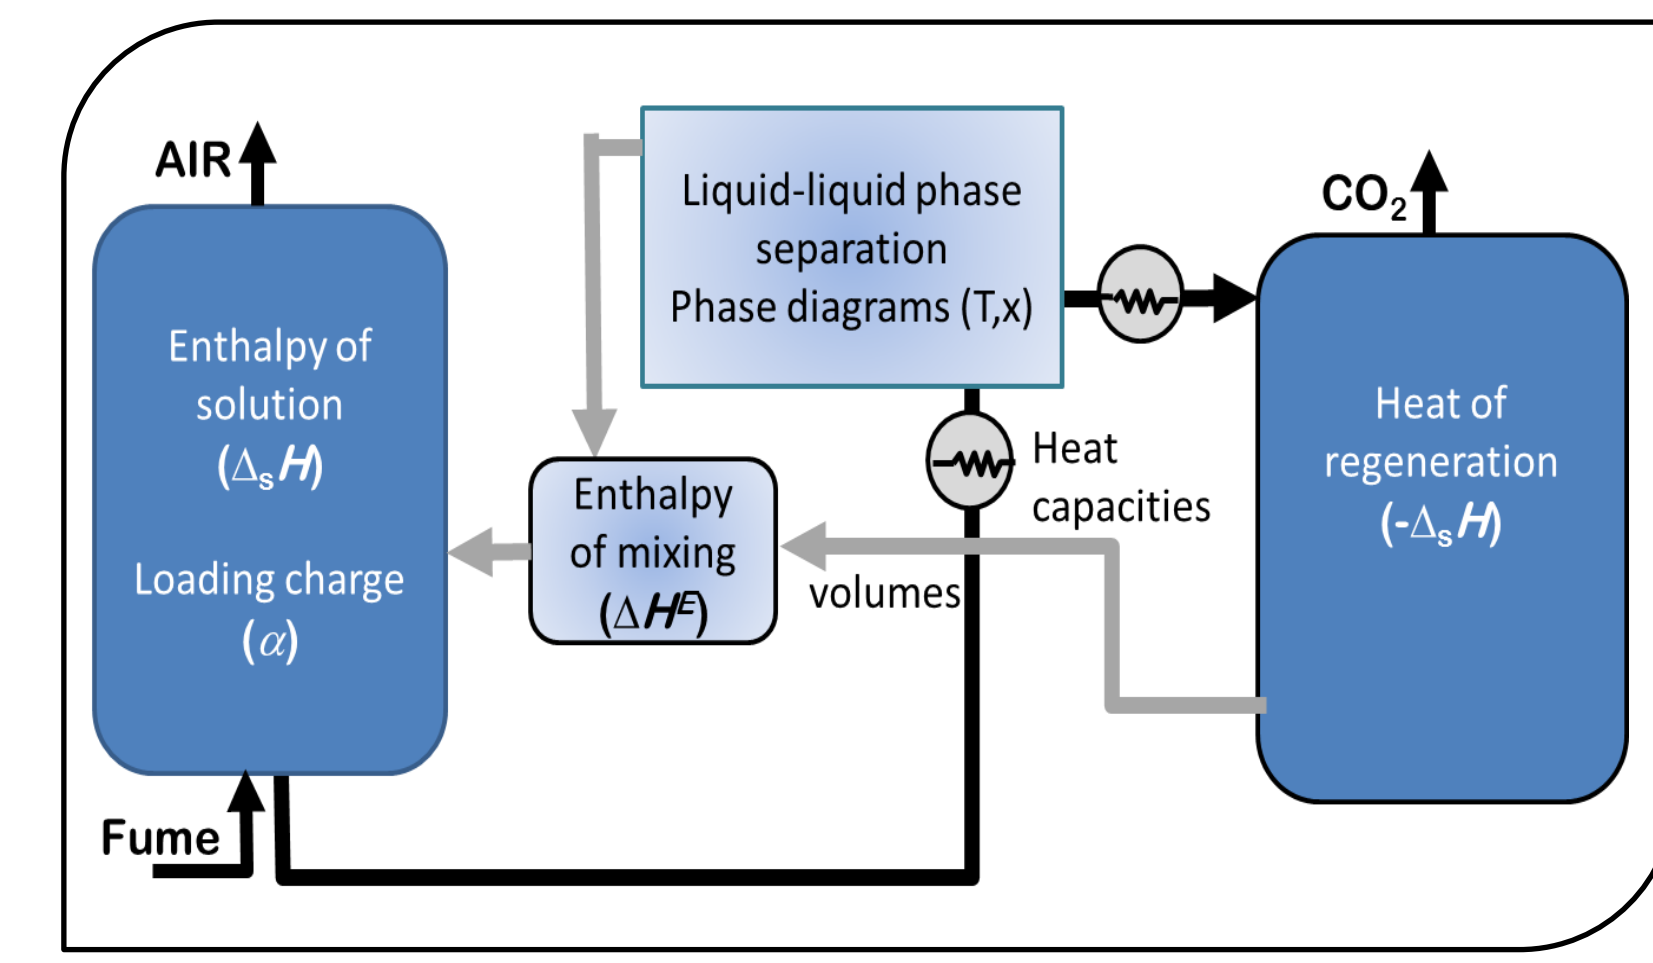 AIR
Enthalpy of
solution
(ΔₛH)
Loading charge
(α)
Fume
Liquid-liquid phase
separation
Phase diagrams (T,x)
Enthalpy
of mixing
(ΔHᴱ)
Heat
capacities
volumes
CO₂
Heat of
regeneration
(-ΔₛH)